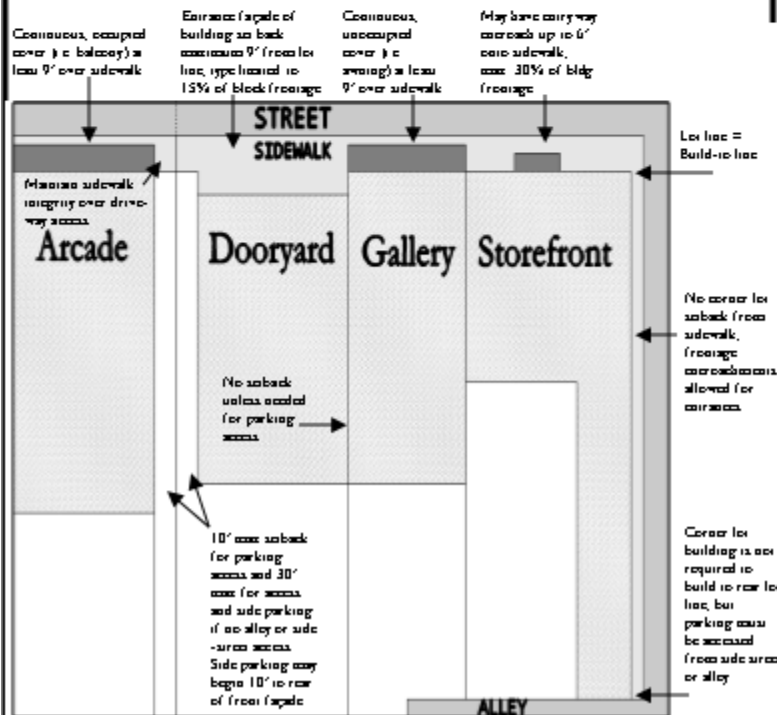 Continuous, occupied
cover (i.e. balcony) at
least 9' over sidewalk
Entrance façade of
building set back
maximum 9' from lot
line, type limited to
15% of block frontage
Continuous,
unoccupied
cover (i.e.
awning) at least
9' over sidewalk
May have entryway
encroach up to 6'
onto sidewalk,
max 30% of bldg
frontage
STREET
SIDEWALK
Lot line =
Build-to line
Maintain sidewalk
integrity over drive-
way access
Arcade
Dooryard
Gallery
Storefront
No corner lot
setback from
sidewalk,
frontage
encroachments
allowed for
entrances
No setback
unless needed
for parking
access
10' max setback
for parking
access and 30'
max for access
and side parking
if no alley or side
-street access
Side parking may
begin 10' to rear
of front façade
Corner lot
building is not
required to
build to rear lot
line, but
parking must
be accessed
from side street
or alley
ALLEY